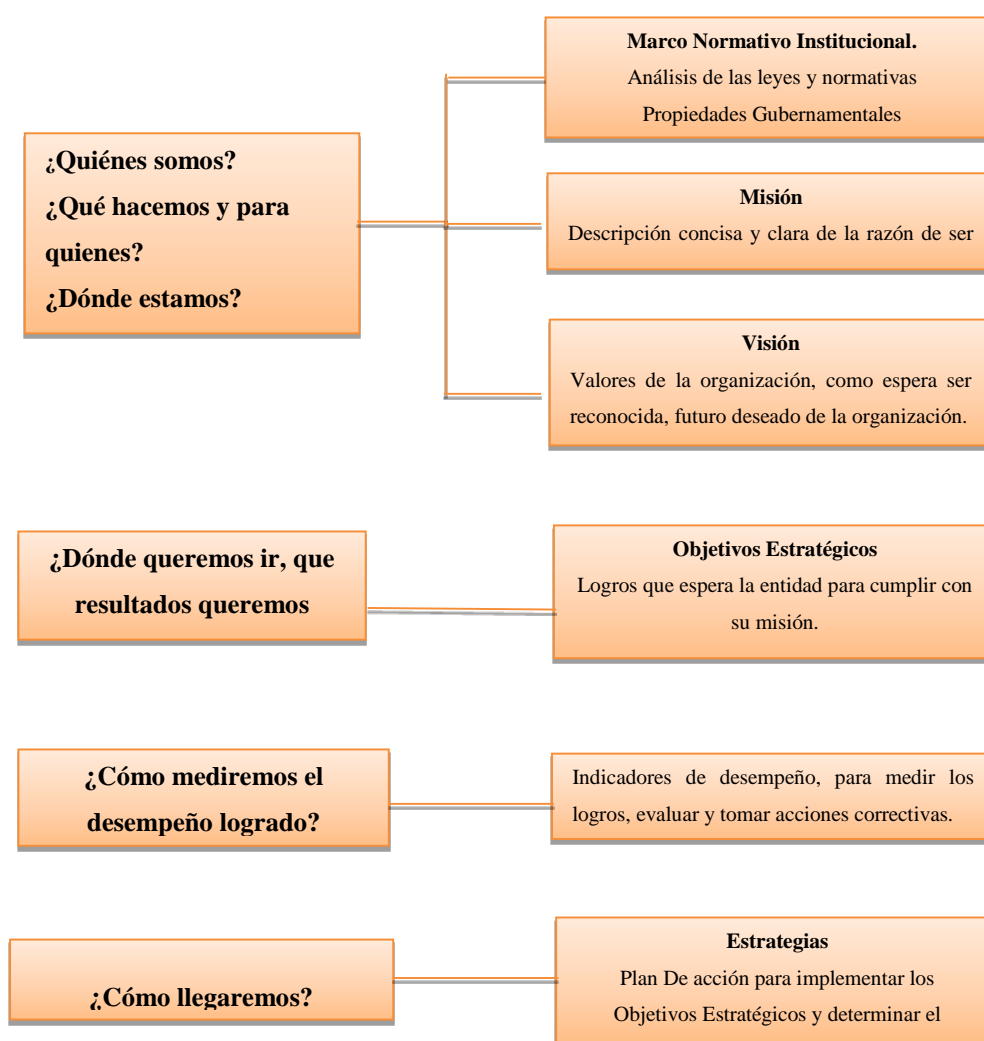 Marco Normativo Institucional.
Análisis de las leyes y normativas
Propiedades Gubernamentales
¿Quiénes somos?
¿Qué hacemos y para
quienes?
¿Dónde estamos?
Misión
Descripción concisa y clara de la razón de ser
Visión
Valores de la organización, como espera ser
reconocida, futuro deseado de la organización.
¿Dónde queremos ir, que
resultados queremos
Objetivos Estratégicos
Logros que espera la entidad para cumplir con
su misión.
¿Cómo mediremos el
desempeño logrado?
Indicadores de desempeño, para medir los
logros, evaluar y tomar acciones correctivas.
¿Cómo llegaremos?
Estrategias
Plan De acción para implementar los
Objetivos Estratégicos y determinar el